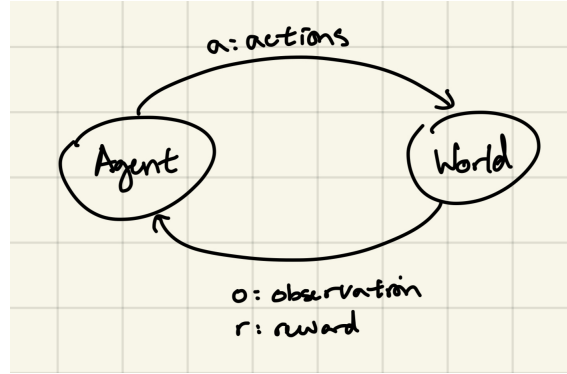 a: actions
Agent
World
o: observation
r: reward